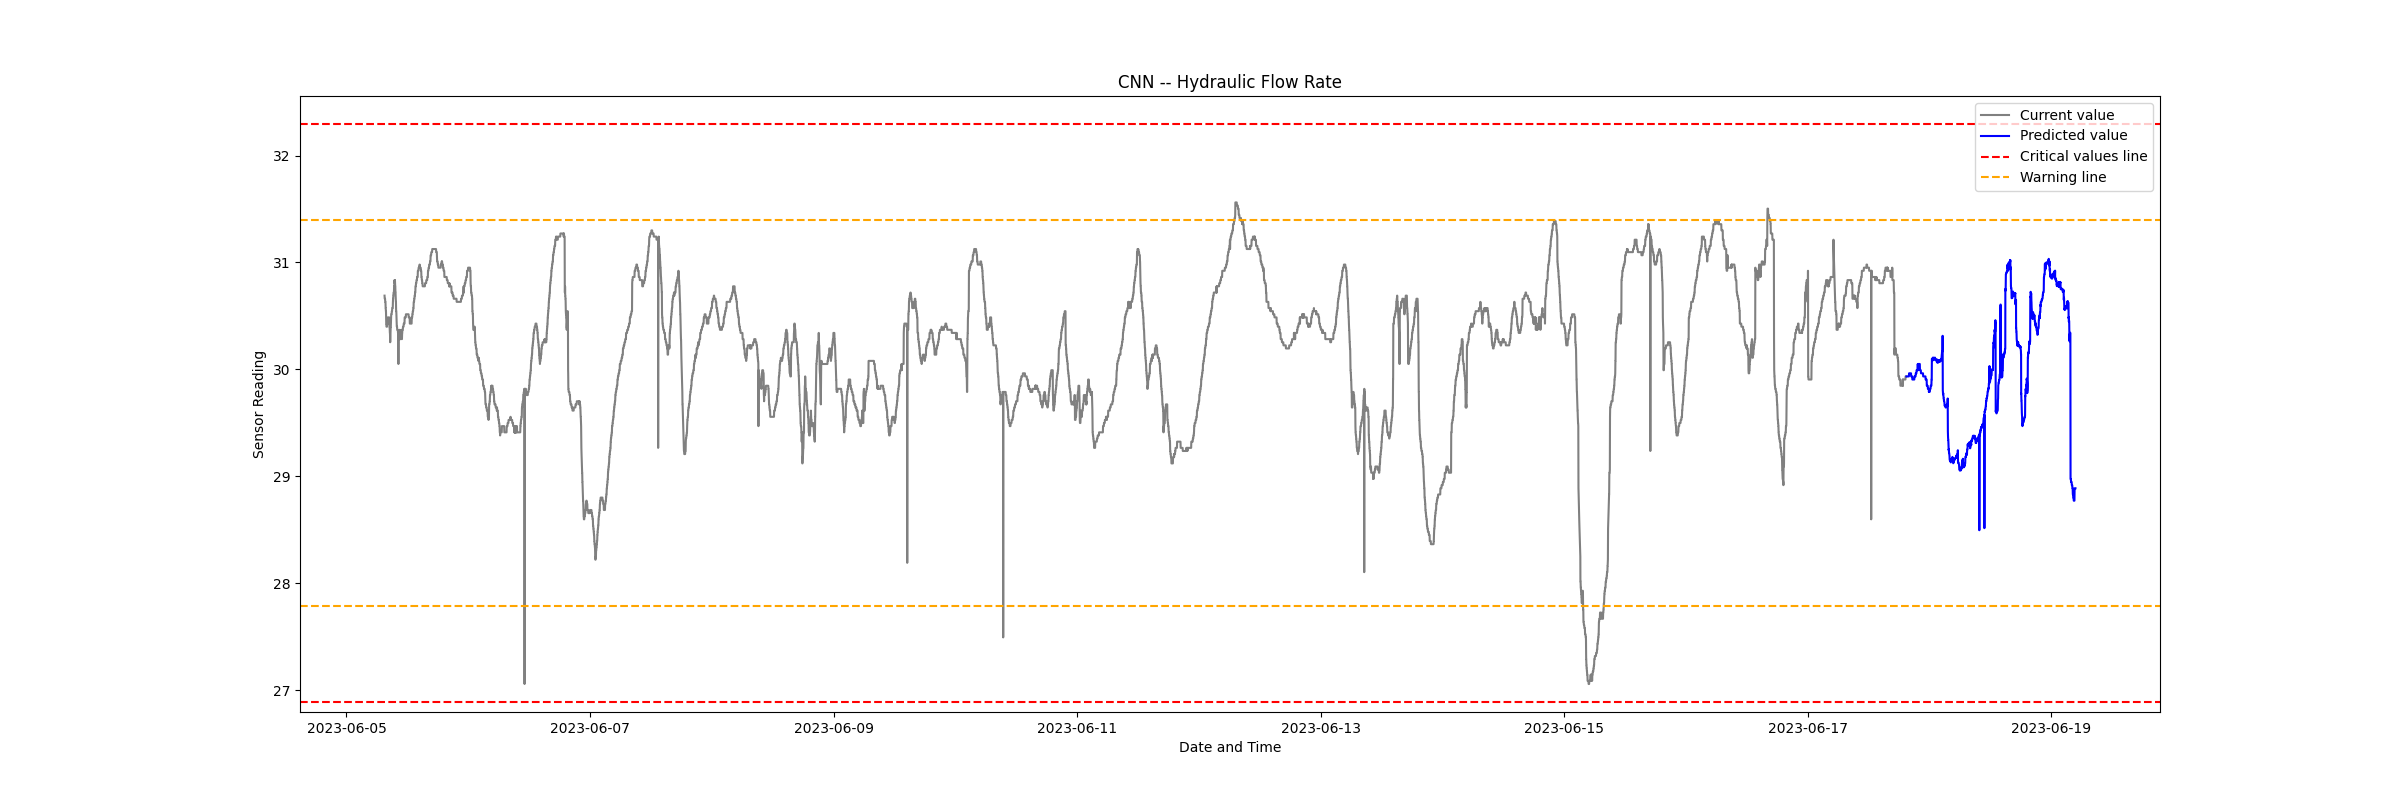 CNN -- Hydraulic Flow Rate
Current value
Predicted value
Critical values line
Warning line
Sensor Reading
32
31
30
29
28
27
2023-06-05
2023-06-07
2023-06-09
2023-06-11
2023-06-13
2023-06-15
2023-06-17
2023-06-19
Date and Time